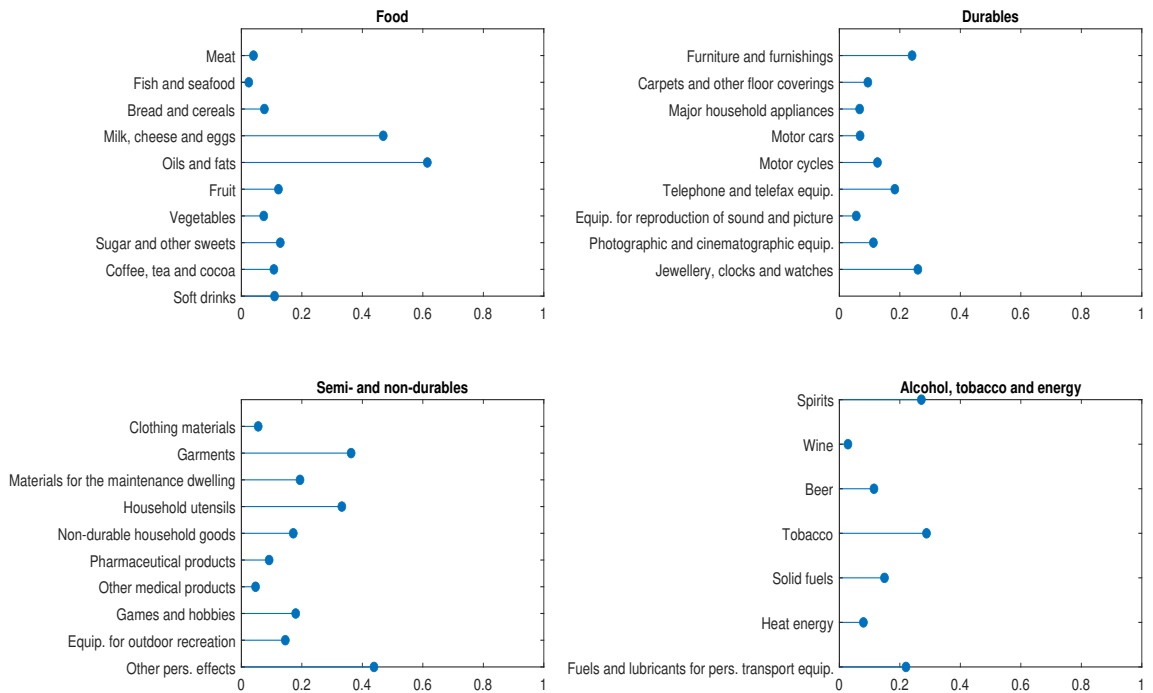 Food
Meat
Fish and seafood
Bread and cereals
Milk, cheese and eggs
Oils and fats
Fruit
Vegetables
Sugar and other sweets
Coffee, tea and cocoa
Soft drinks
0 0.2 0.4 0.6 0.8 1
Durables
Furniture and furnishings
Carpets and other floor coverings
Major household appliances
Motor cars
Motor cycles
Telephone and telefax equip.
Equip. for reproduction of sound and picture
Photographic and cinematographic equip.
Jewellery, clocks and watches
0 0.2 0.4 0.6 0.8 1
Semi- and non-durables
Clothing materials
Garments
Materials for the maintenance dwelling
Household utensils
Non-durable household goods
Pharmaceutical products
Other medical products
Games and hobbies
Equip. for outdoor recreation
Other pers. effects
0 0.2 0.4 0.6 0.8 1
Alcohol, tobacco and energy
Spirits
Wine
Beer
Tobacco
Solid fuels
Heat energy
Fuels and lubricants for pers. transport equip.
0 0.2 0.4 0.6 0.8 1